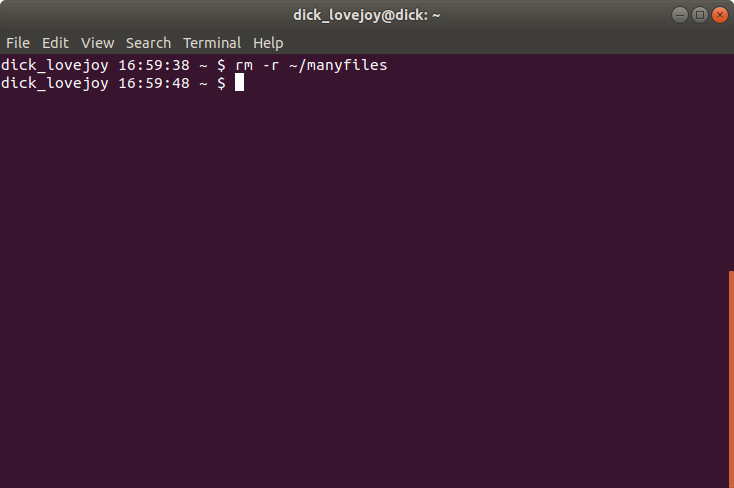 dick_lovejoy@dick: ~
File Edit View Search Terminal Help
dick_lovejoy 16:59:38 ~ $ rm -r ~/manyfiles
dick_lovejoy 16:59:48 ~ $